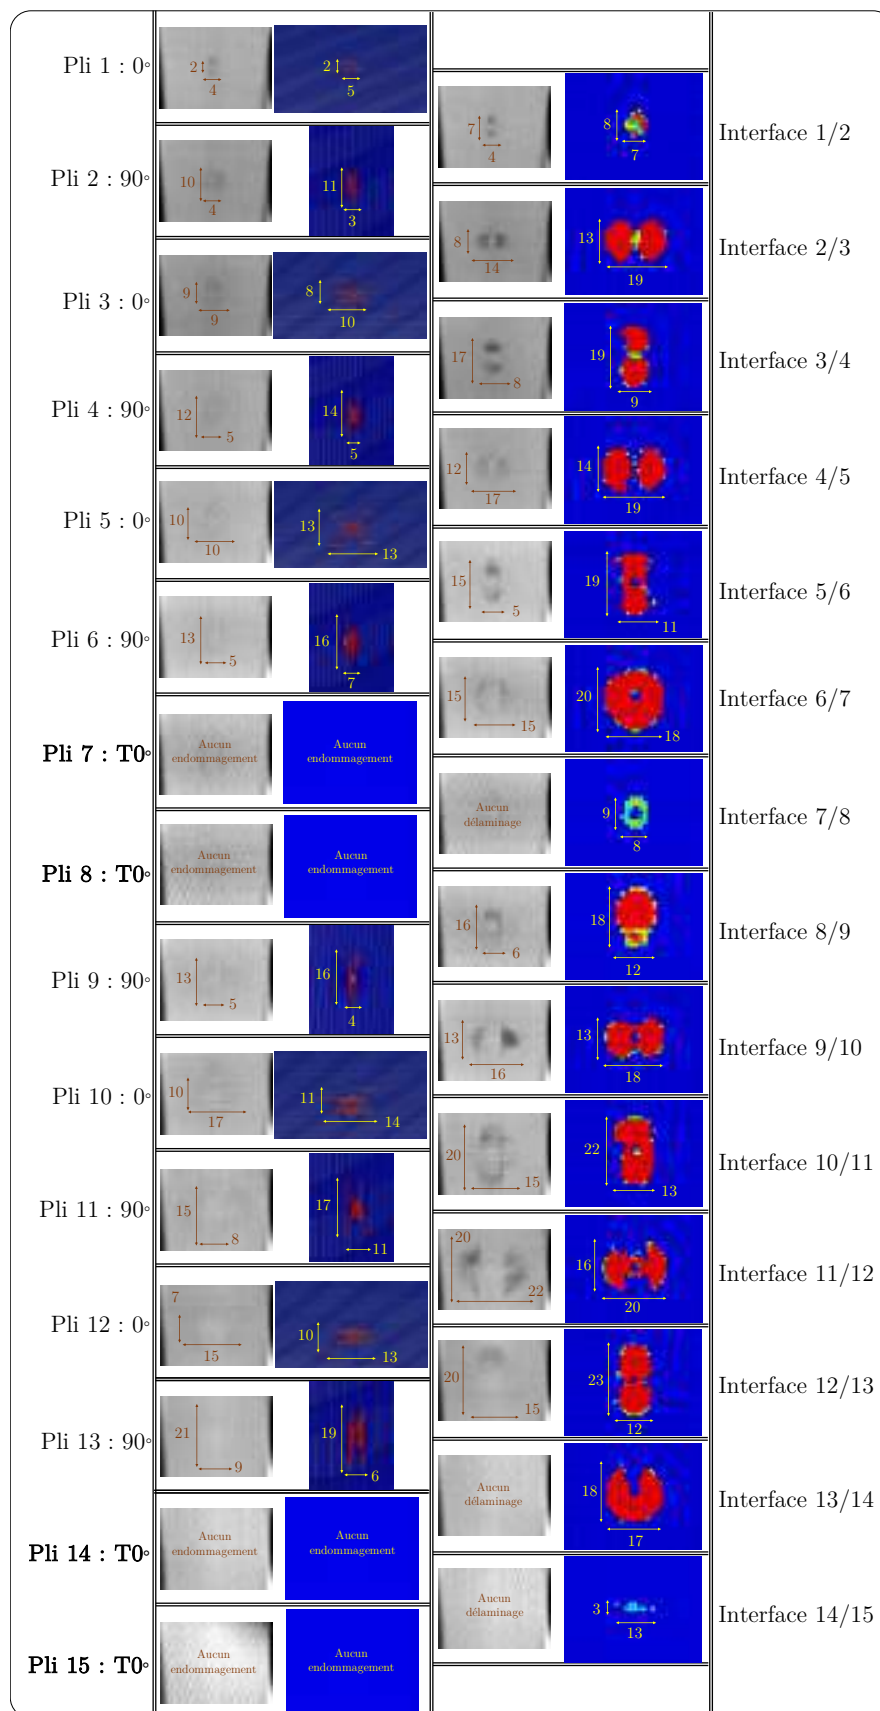 Pli 1 : 0°
2
4
2
5
7
4
8
7
Interface 1/2
Pli 2 : 90°
10
4
11
3
8
14
13
19
Interface 2/3
Pli 3 : 0°
9
9
8
10
17
8
19
9
Interface 3/4
Pli 4 : 90°
12
5
14
5
12
17
14
19
Interface 4/5
Pli 5 : 0°
10
10
13
13
15
5
19
11
Interface 5/6
Pli 6 : 90°
13
5
16
7
15
15
20
18
Interface 6/7
Pli 7 : T0°
Aucun
endommagement
Aucun
endommagement
Aucun
délaminage
9
8
Interface 7/8
Pli 8 : T0°
Aucun
endommagement
Aucun
endommagement
16
6
18
12
Interface 8/9
Pli 9 : 90°
13
5
16
4
13
16
13
18
Interface 9/10
Pli 10 : 0°
10
17
11
14
20
15
22
13
Interface 10/11
Pli 11 : 90°
15
8
17
11
20
22
16
20
Interface 11/12
Pli 12 : 0°
7
15
10
13
20
15
23
12
Interface 12/13
Pli 13 : 90°
21
9
19
6
Aucun
délaminage
18
17
Interface 13/14
Pli 14 : T0°
Aucun
endommagement
Aucun
endommagement
Aucun
délaminage
3
13
Interface 14/15
Pli 15 : T0°
Aucun
endommagement
Aucun
endommagement